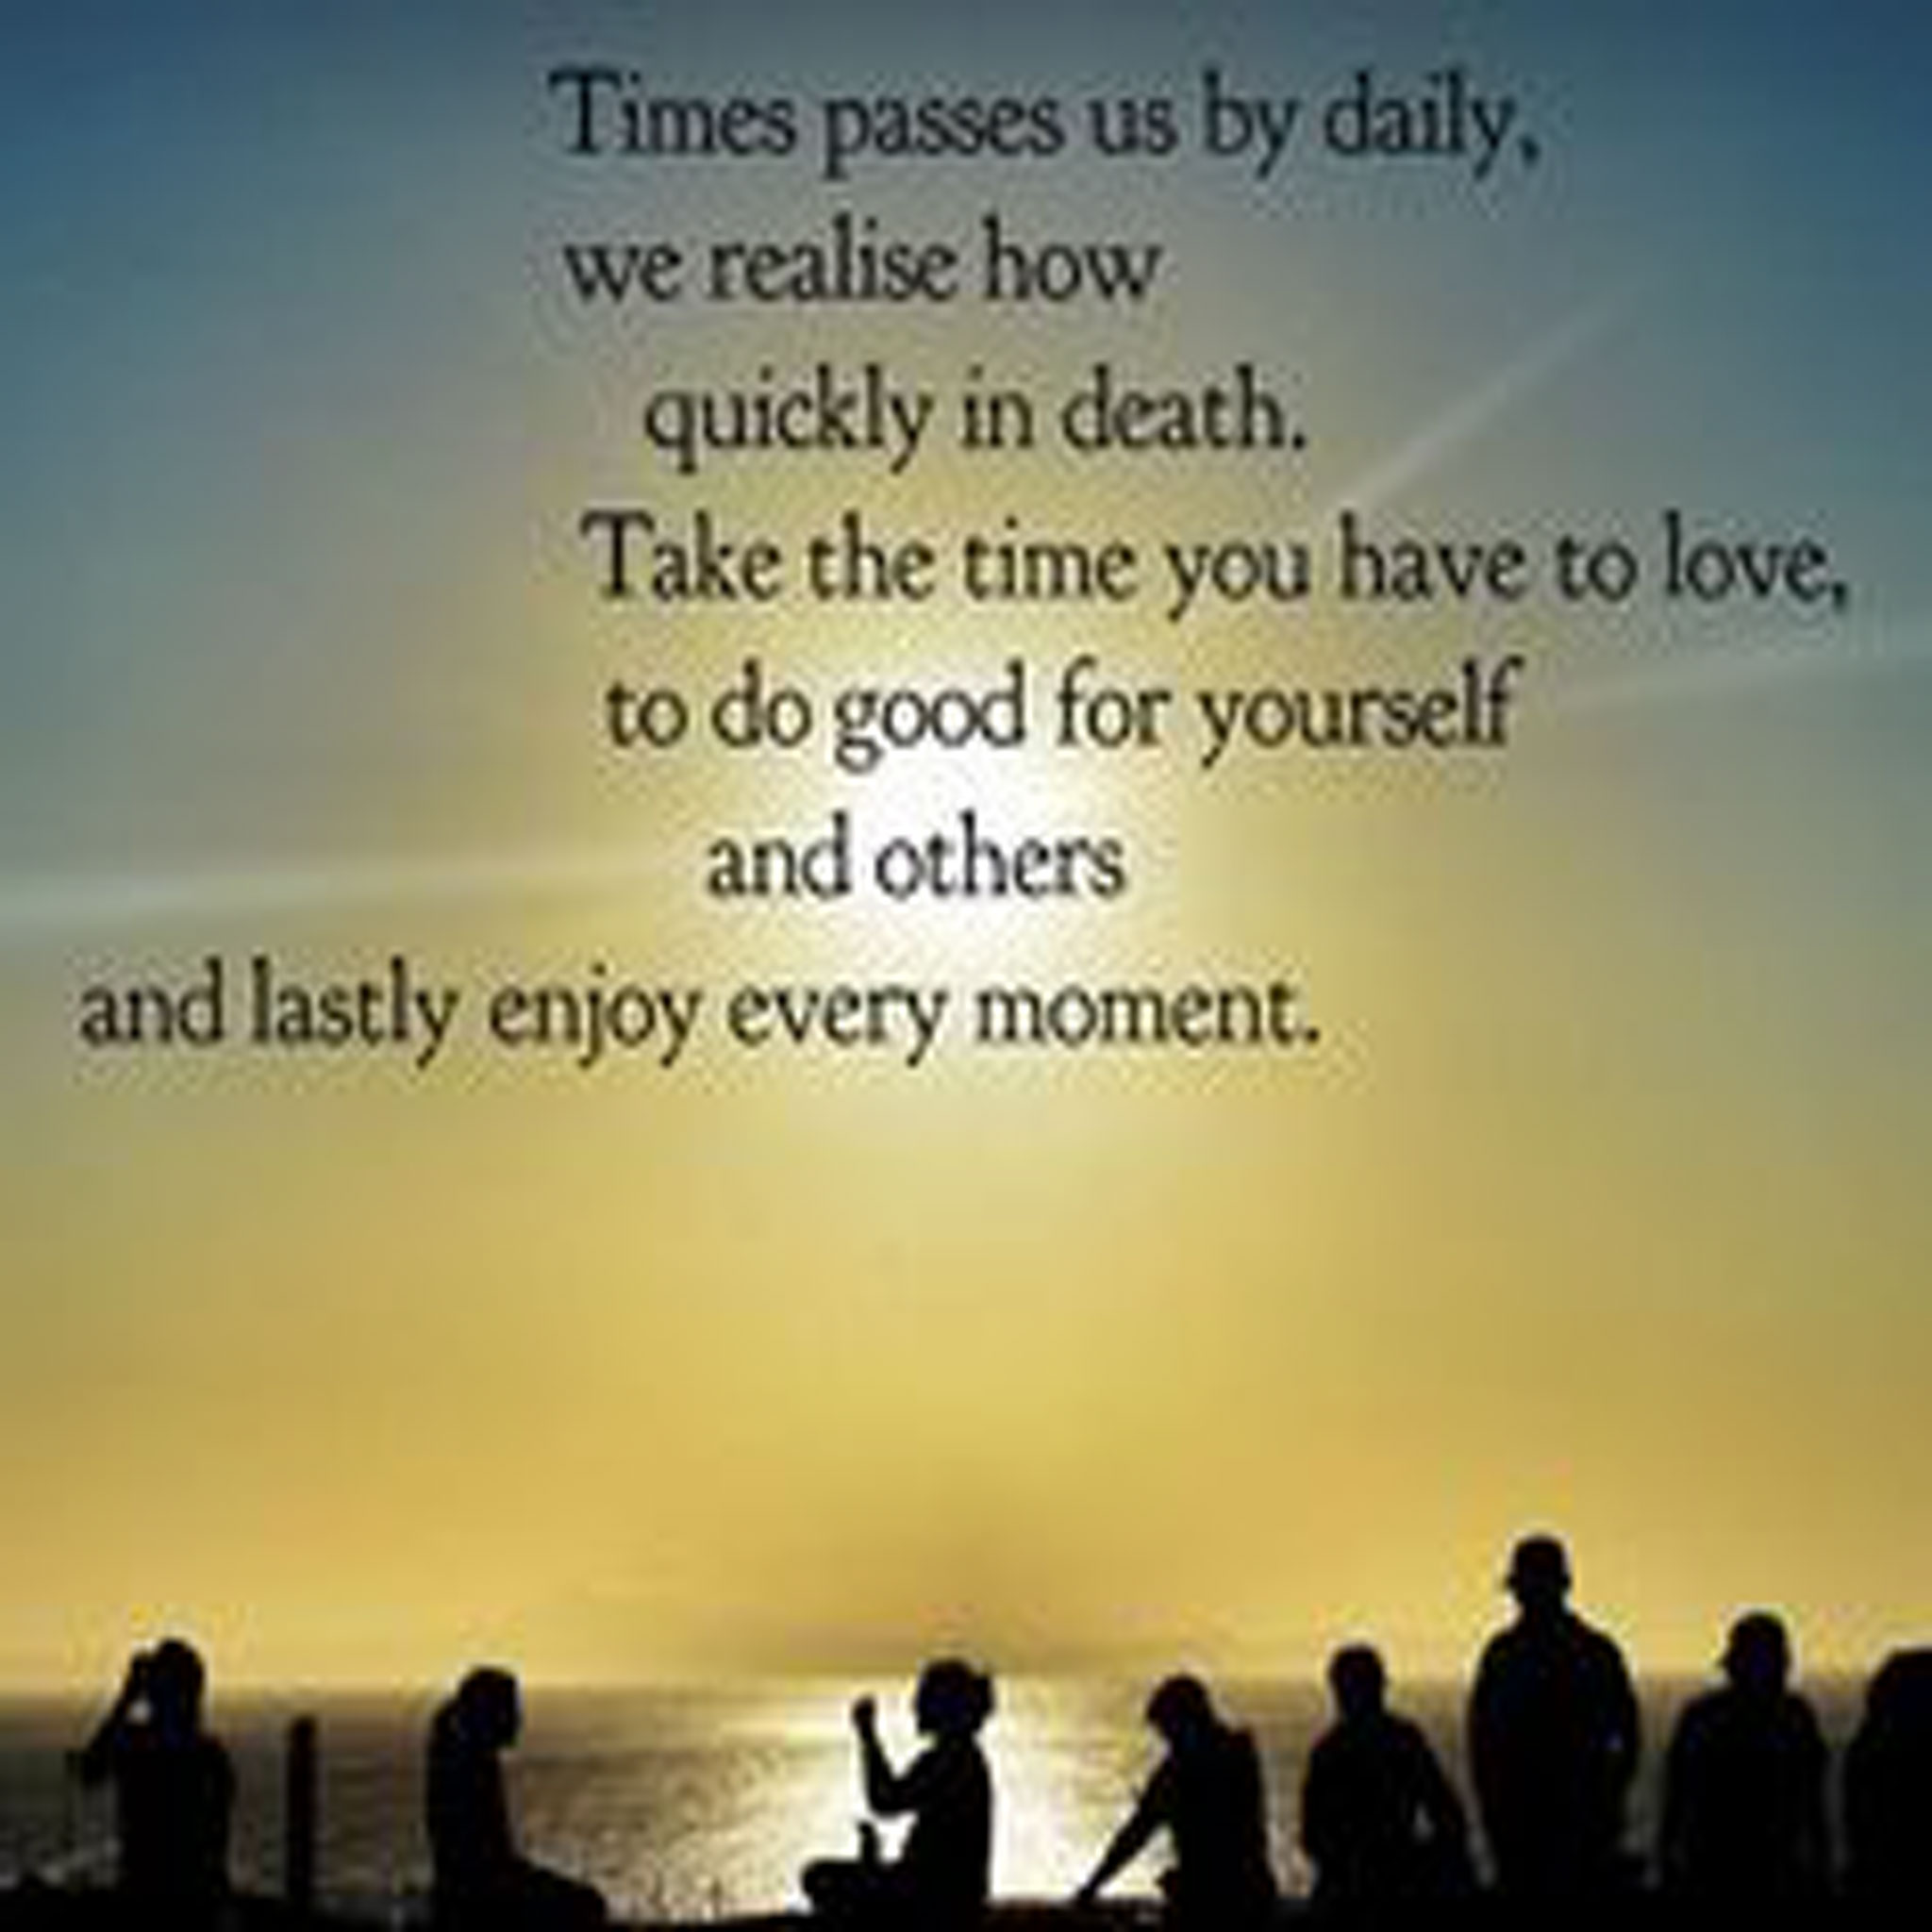 Times passes us by daily,
we realise how
quickly in death.
Take the time you have to love,
to do good for yourself
and others
and lastly enjoy every moment.